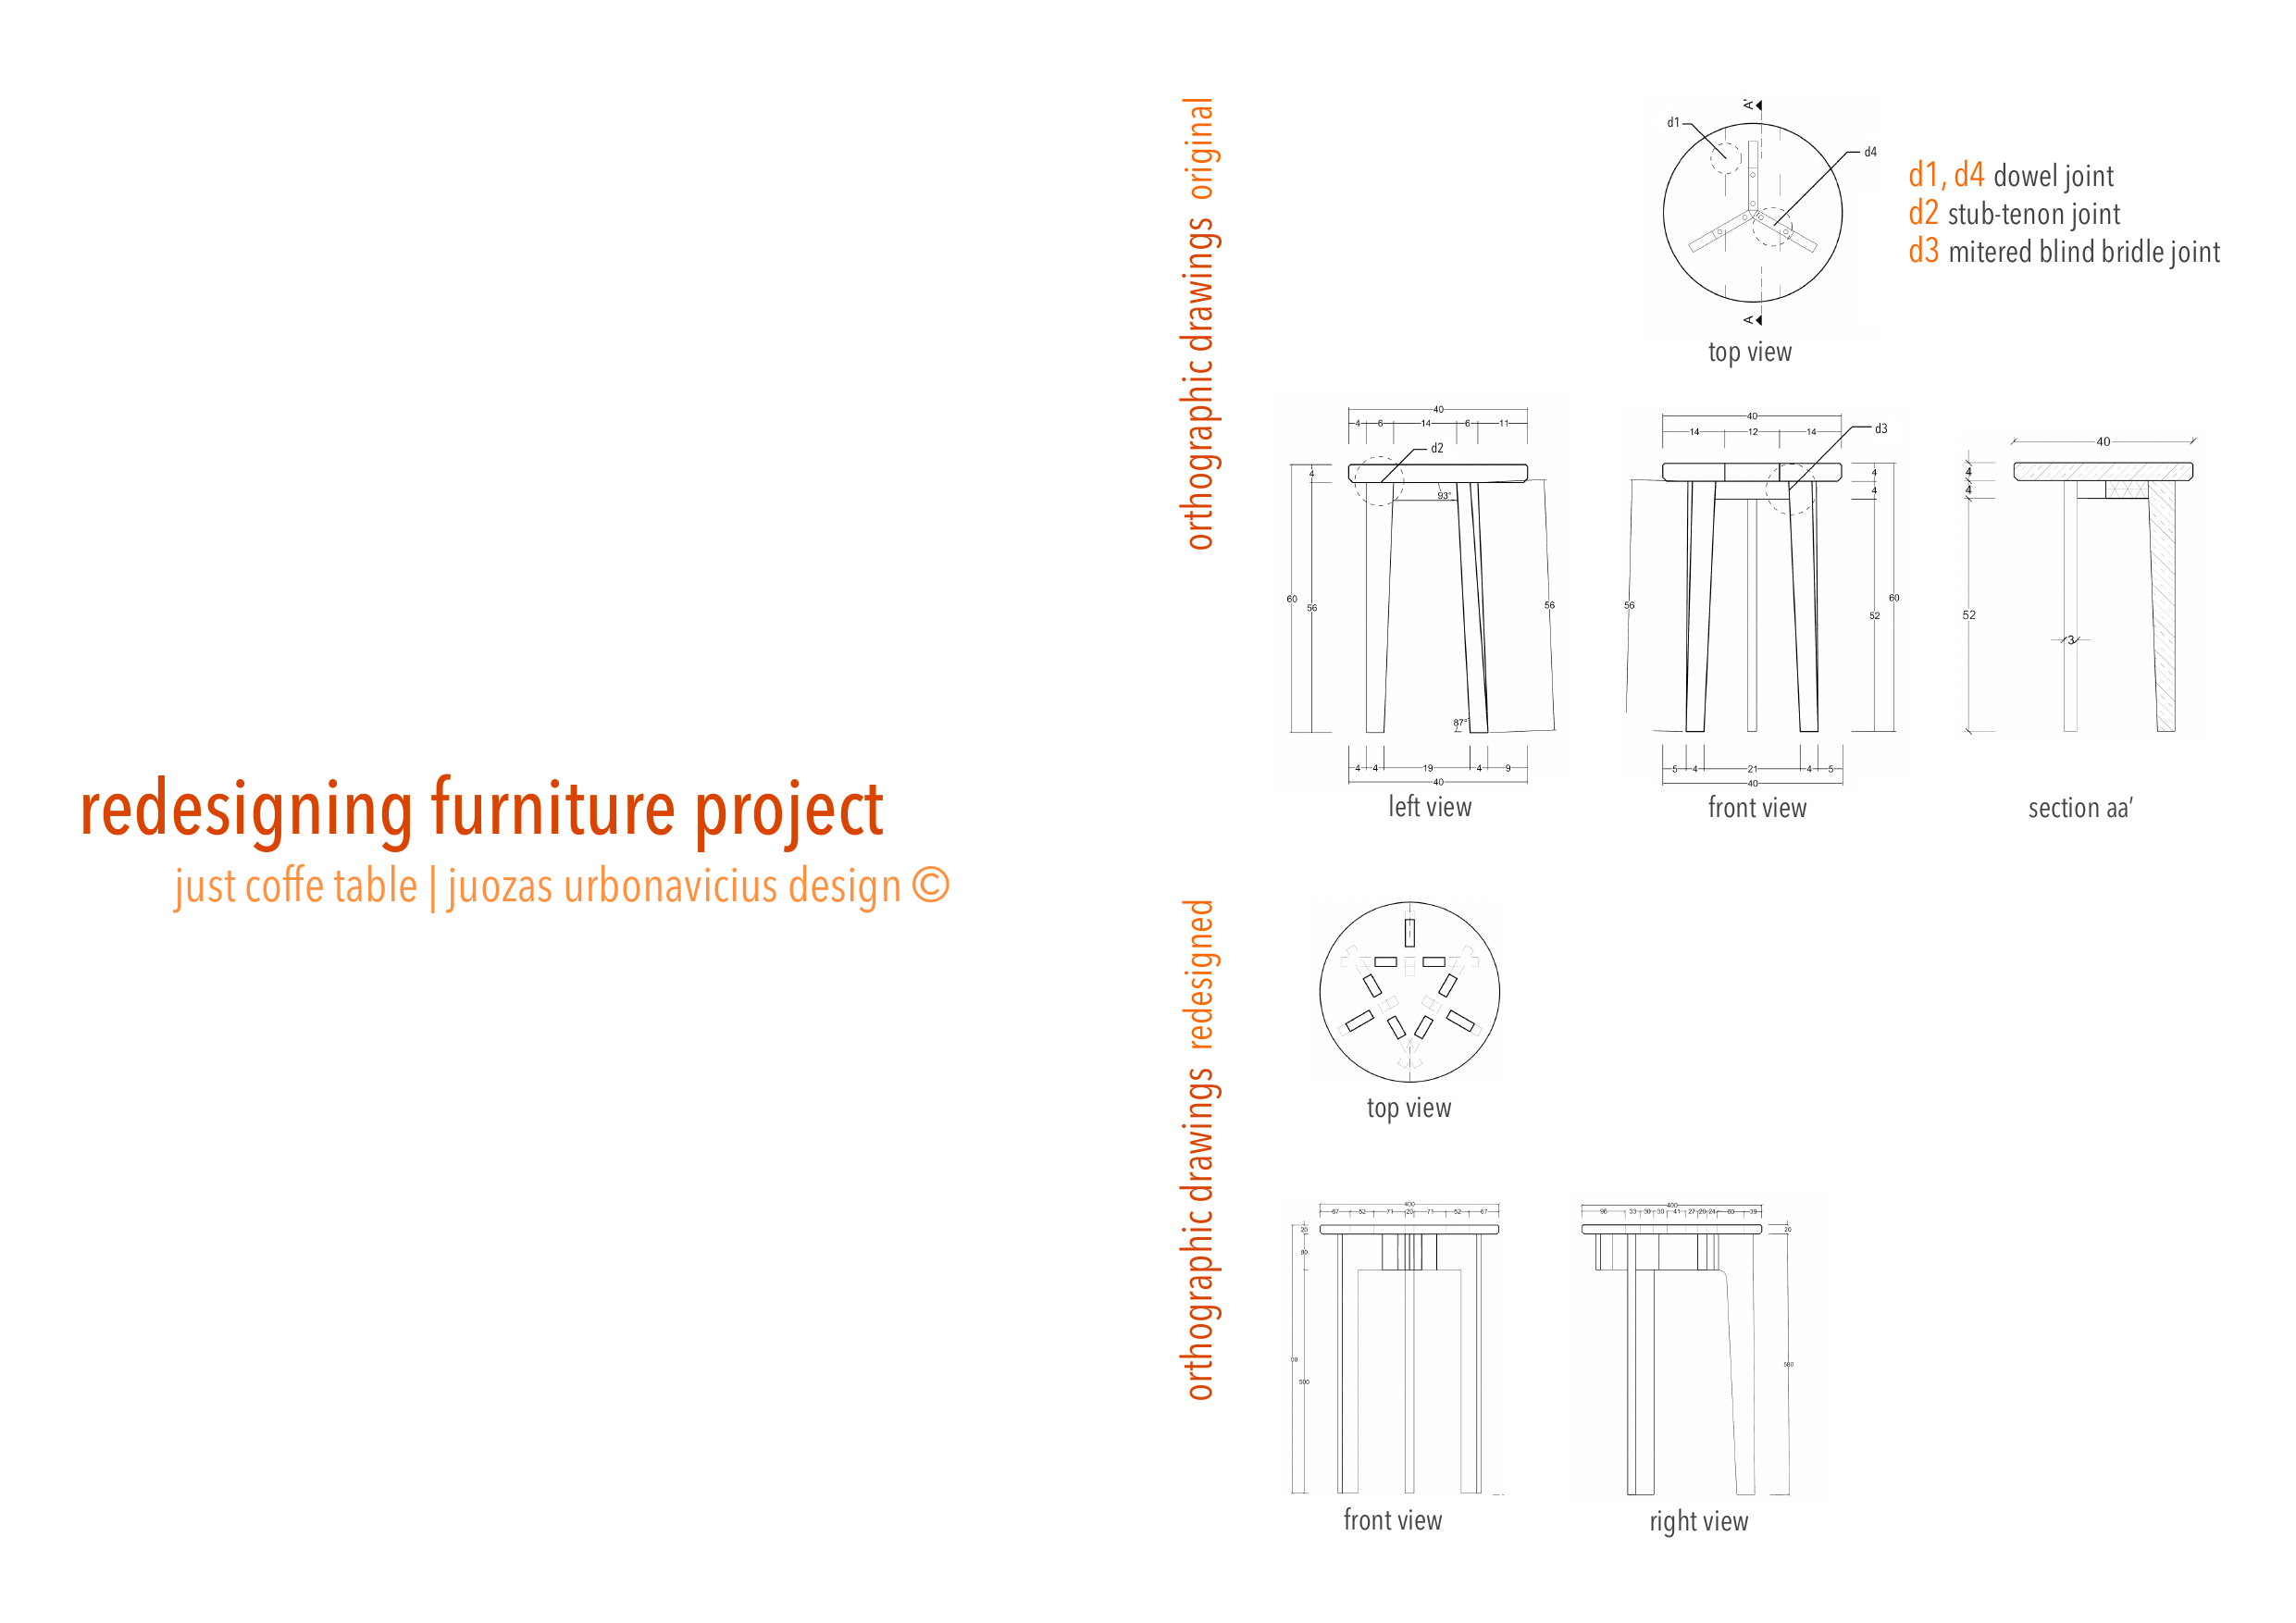 redesigning furniture project
just coffe table | juozas urbonavicius design ©
orthographic drawings original
A'
d1
d4
A
top view
d1, d4 dowel joint
d2 stub-tenon joint
d3 mitered blind bridle joint
40
4 6 14 6 11
d2
4
93°
60
56
56
87°
4 4 19 4 9
40
left view
40
14 12 14
d3
4
4
56
60
52
5 4 21 4 5
40
front view
40
4
4
52
3
section aa'
orthographic drawings redesigned
top view
400
67 52 71 20 71 52 67
20
80
500
front view
400
96 33 30 30 41 27 24 39
20
580
right view